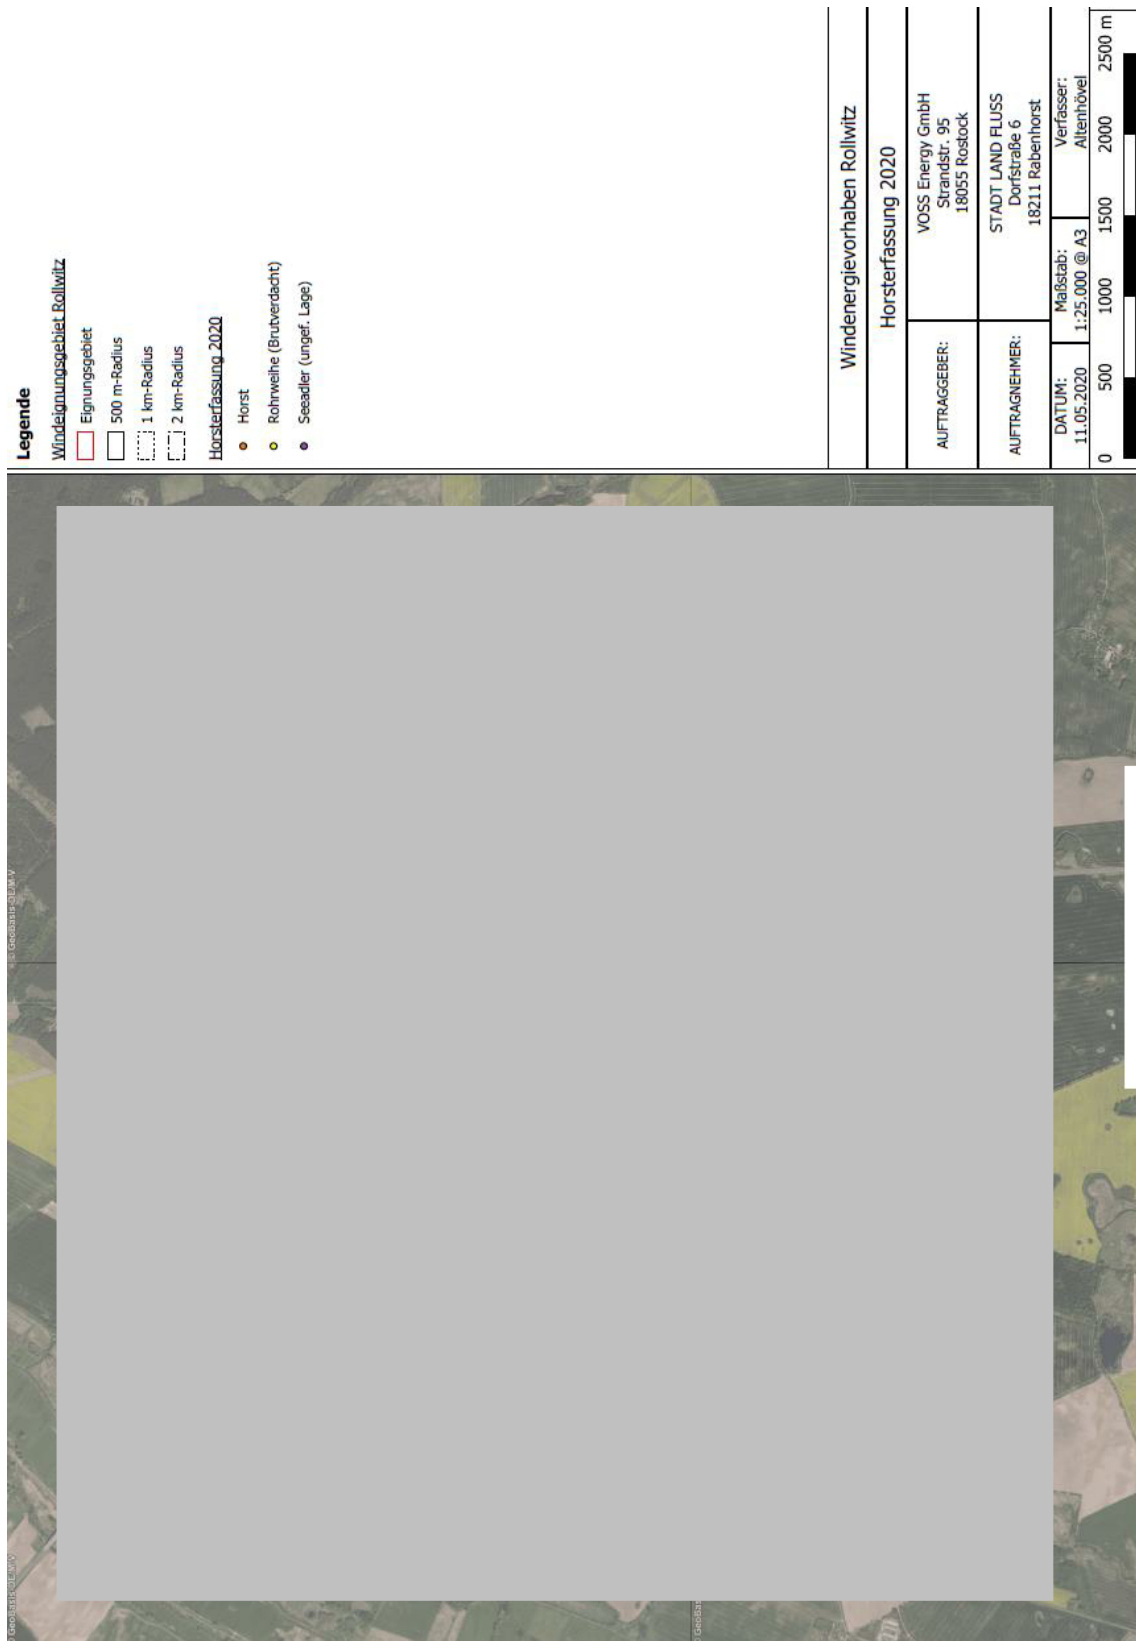 Legende
Windeignungsgebiet Rollwitz
Eignungsgebiet
500 m-Radius
1 km-Radius
2 km-Radius
Horsterfassung 2020
Horst
Rohrweihe (Brutverdacht)
Seeadler (ungef. Lage)
Windenergievorhaben Rollwitz
Horsterfassung 2020
AUFTRAGGEBER:
VOSS Energy GmbH
Strandstr. 95
18055 Rostock
AUFTRAGNEHMER:
STADT LAND FLUSS
Dorfstraße 6
18211 Rabenhorst
DATUM:
11.05.2020
Maßstab:
1:25.000 @ A3
Verfasser:
Altenhövel
0 500 1000 1500 2000 2500 m
© GeoBasis-DE/M-V
© GeoBasis-DE/M-V
© GeoBas